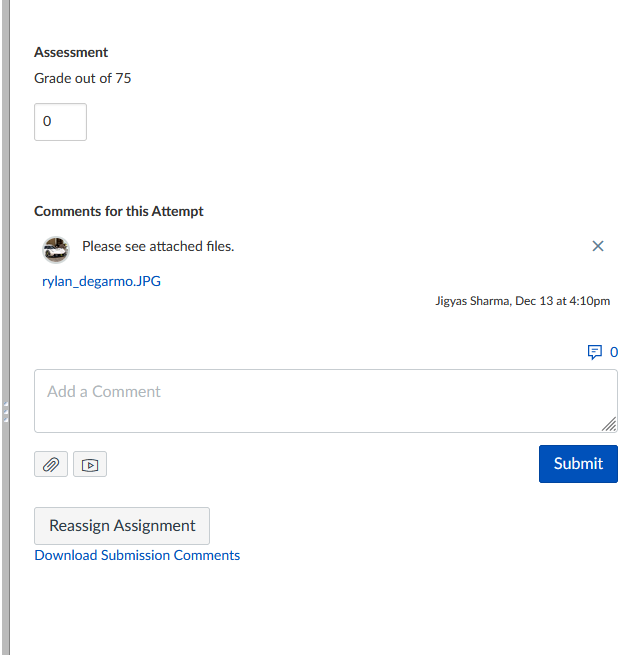 Assessment
Grade out of 75
0
Comments for this Attempt
Please see attached files.
rylan_degarmo.JPG
Jigyas Sharma, Dec 13 at 4:10pm
0
Add a Comment
Submit
Reassign Assignment
Download Submission Comments